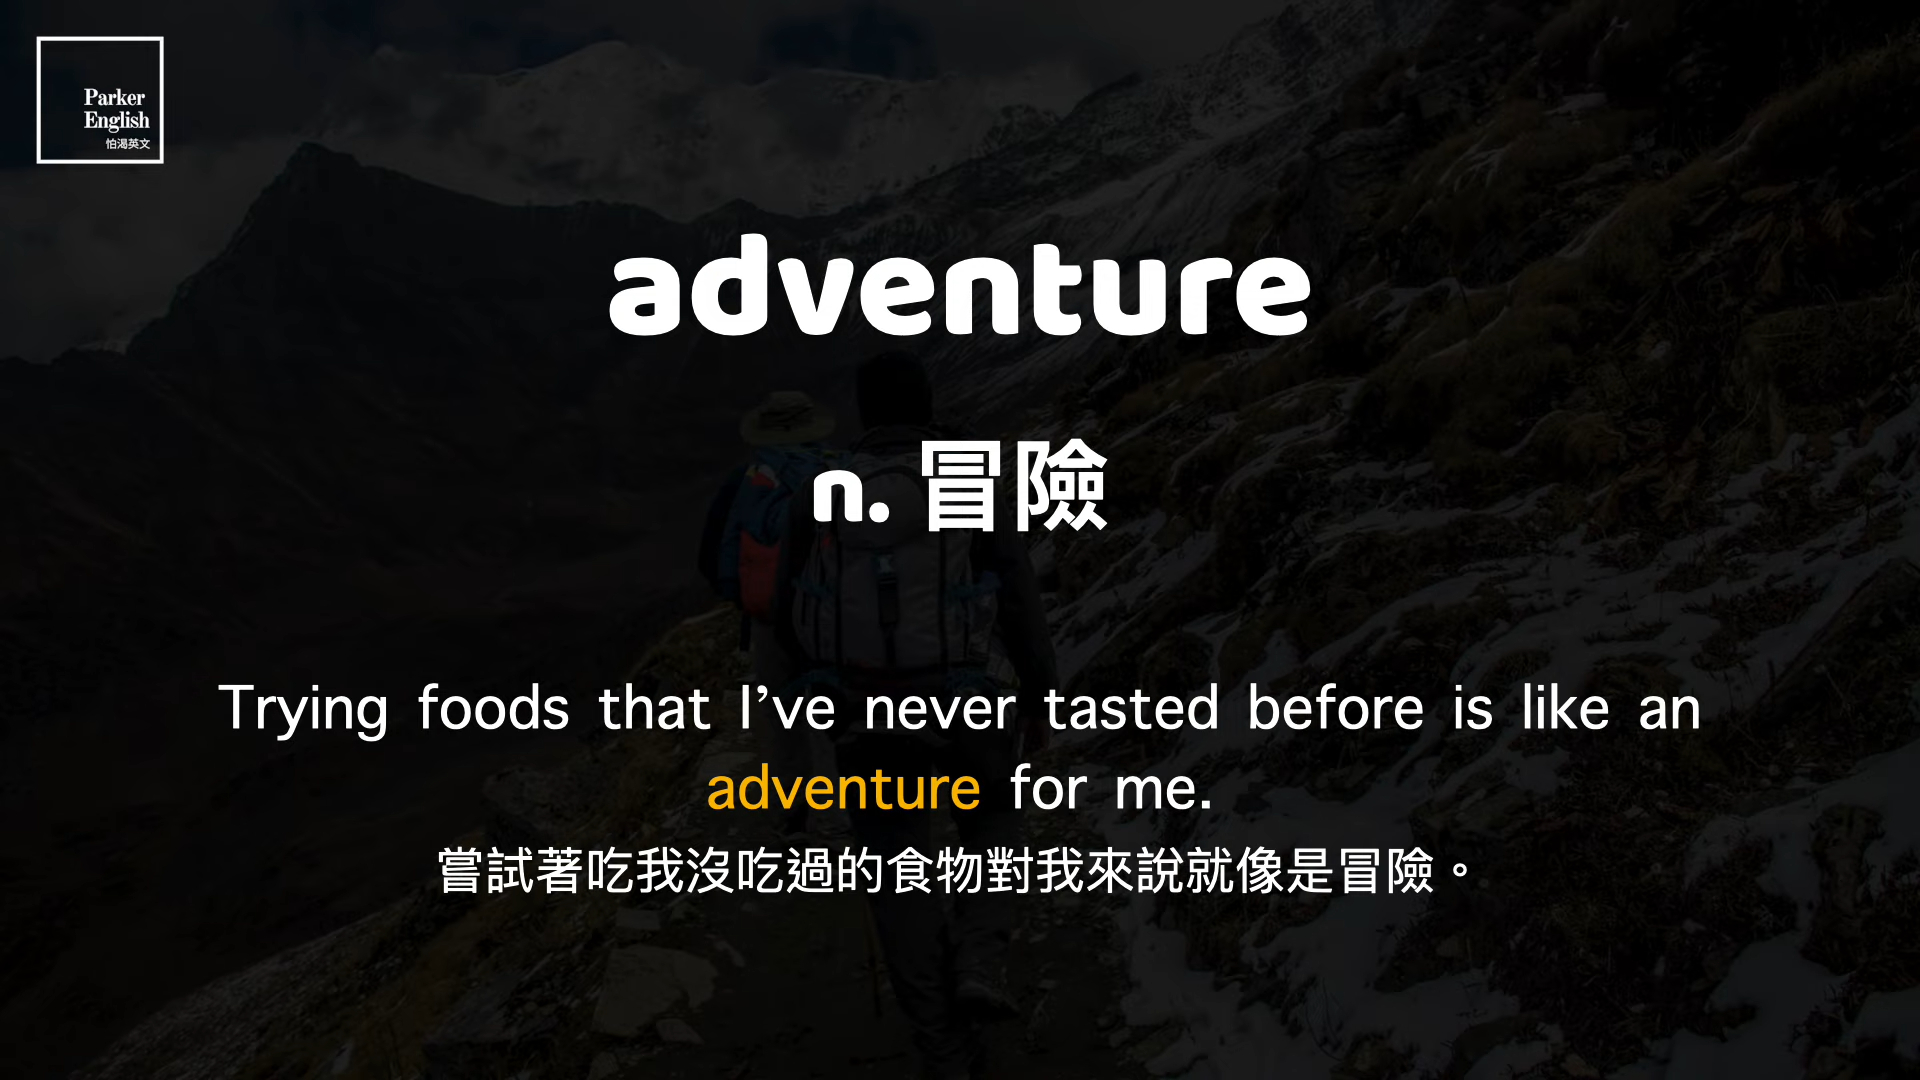 Parker
English
怕渴英文
adventure
n. 冒險
Trying foods that I’ve never tasted before is like an
adventure for me.
嘗試著吃我沒吃過的食物對我來說就像是冒險。